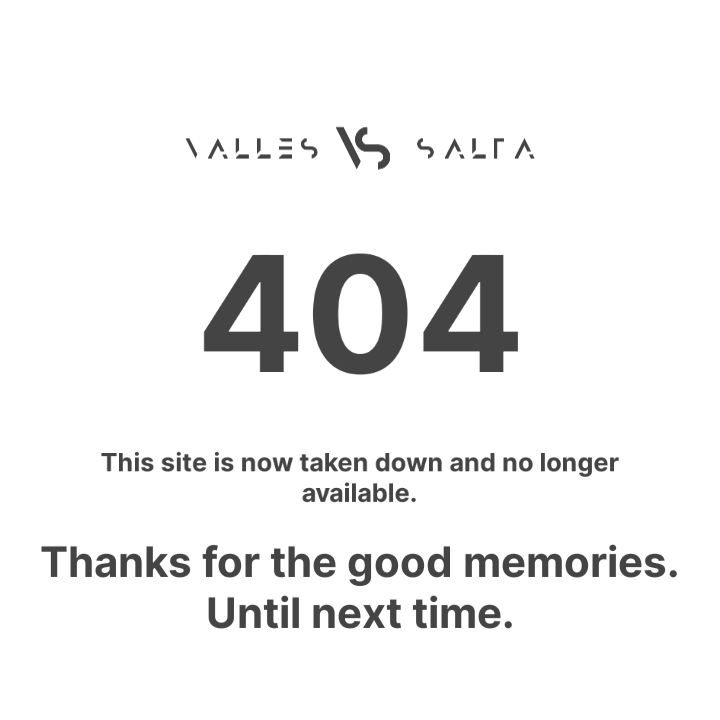 VALLES VS SALTA
404
This site is now taken down and no longer
available.
Thanks for the good memories.
Until next time.